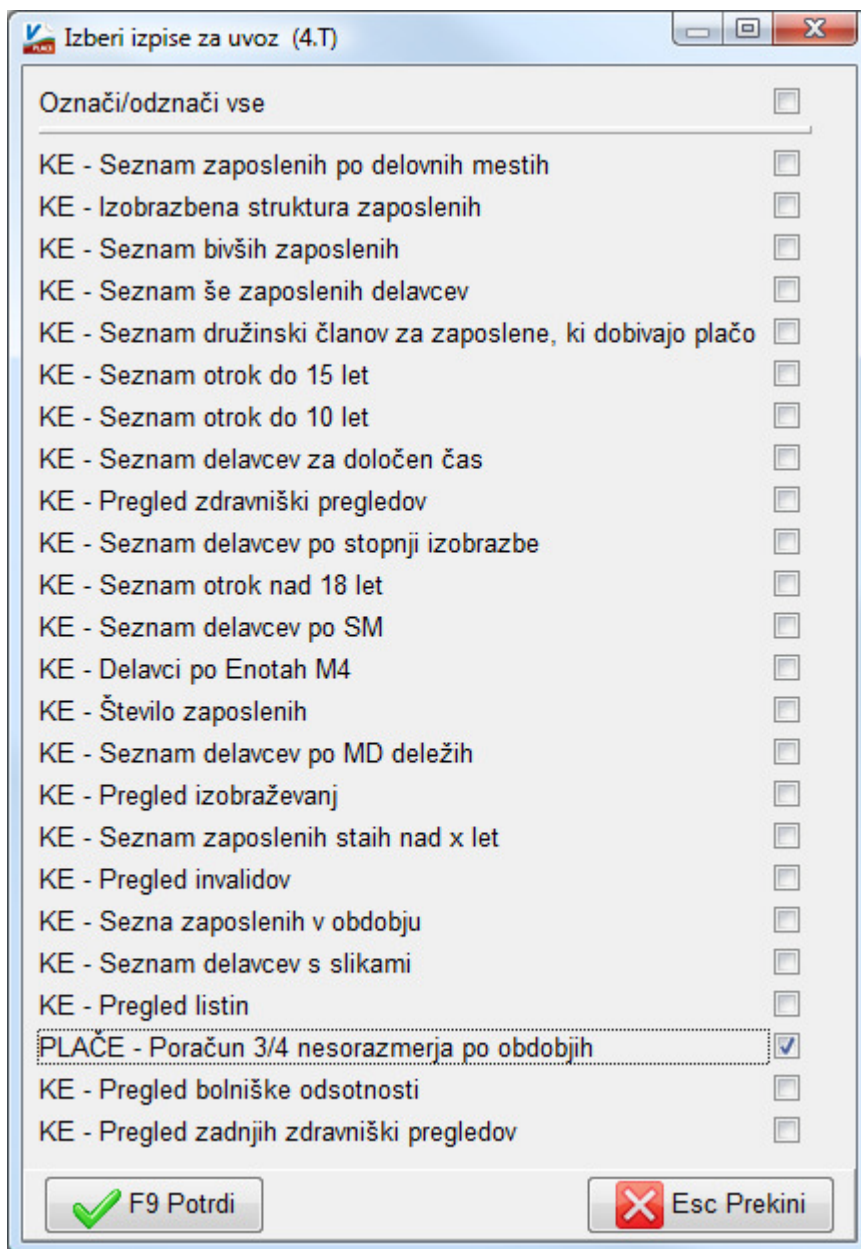 Izberi izpise za uvoz (4.T)
Označi/odznači vse
KE - Seznam zaposlenih po delovnih mestih
KE - Izobrazbena struktura zaposlenih
KE - Seznam bivših zaposlenih
KE - Seznam še zaposlenih delavcev
KE - Seznam družinski članov za zaposlene, ki dobivajo plačo
KE - Seznam otrok do 15 let
KE - Seznam otrok do 10 let
KE - Seznam delavcev za določen čas
KE - Pregled zdravniški pregledov
KE - Seznam delavcev po stopnji izobrazbe
KE - Seznam otrok nad 18 let
KE - Seznam delavcev po SM
KE - Delavci po Enotah M4
KE - Število zaposlenih
KE - Seznam delavcev po MD deležih
KE - Pregled izobraževanj
KE - Seznam zaposlenih staih nad x let
KE - Pregled invalidov
KE - Sezna zaposlenih v obdobju
KE - Seznam delavcev s slikami
KE - Pregled listin
PLAČE - Poračun 3/4 nesorazmerja po obdobjih
KE - Pregled bolniške odsotnosti
KE - Pregled zadnjih zdravniški pregledov
F9 Potrdi
Esc Prekini